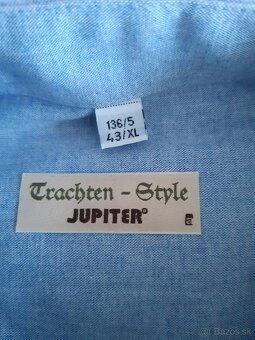 136/5
43/XL
Trachten - Style
JUPITER®
Bazos.sk